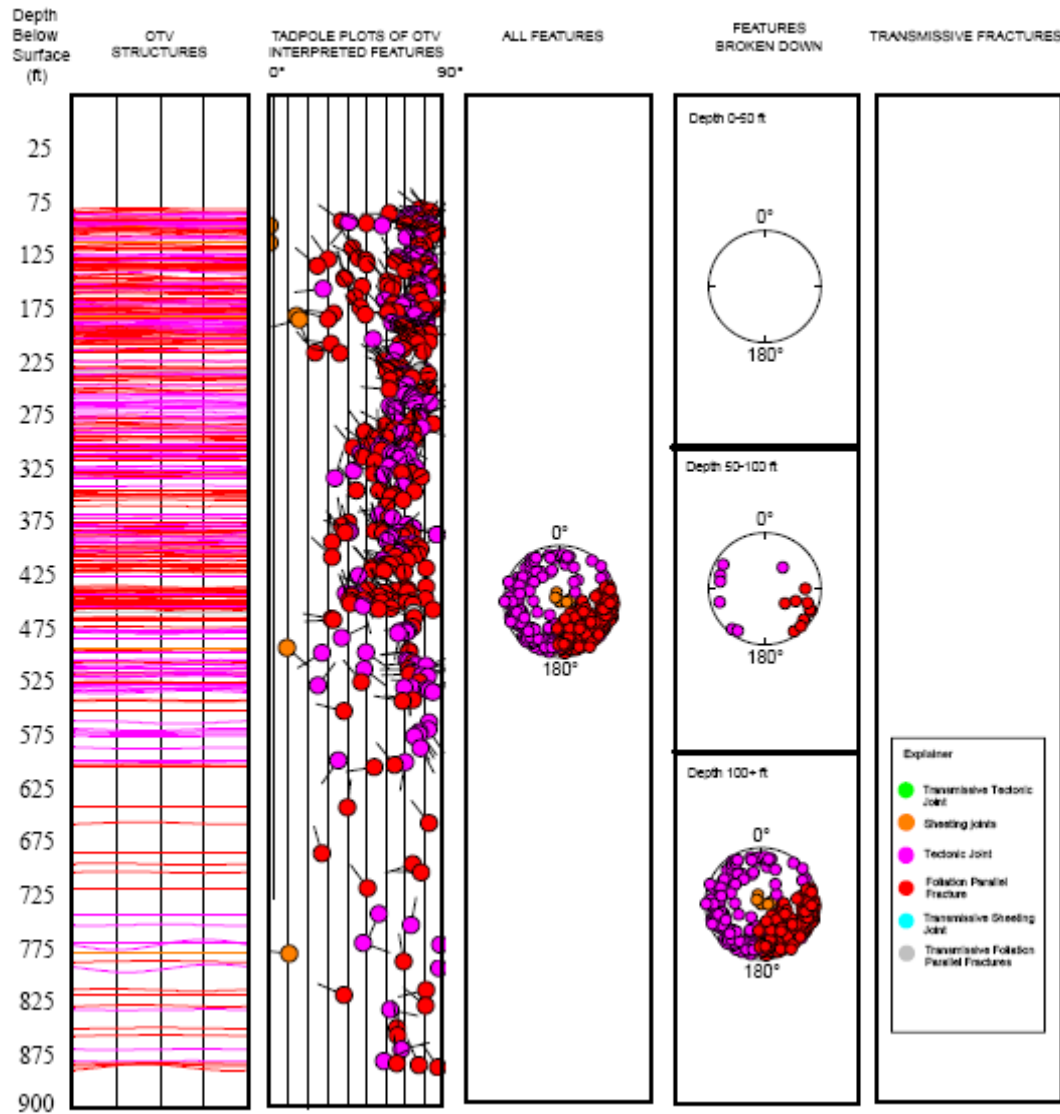 Depth
Below
Surface
(ft)
OTV
STRUCTURES
TADPOLE PLOTS OF OTV
INTERPRETED FEATURES
0°
90°
ALL FEATURES
FEATURES
BROKEN DOWN
TRANSMISSIVE FRACTURES
25
75
125
175
225
275
325
375
425
475
525
575
625
675
725
775
825
875
900
0°
180°
Depth 0-50 ft
0°
180°
Depth 50-100 ft
0°
180°
Depth 100+ ft
0°
180°
Explainer
Transmissive Tectonic
Joint
Sheeting joints
Tectonic Joint
Foliation Parallel
Fracture
Transmissive Sheeting
Joint
Transmissive Foliation
Parallel Fractures